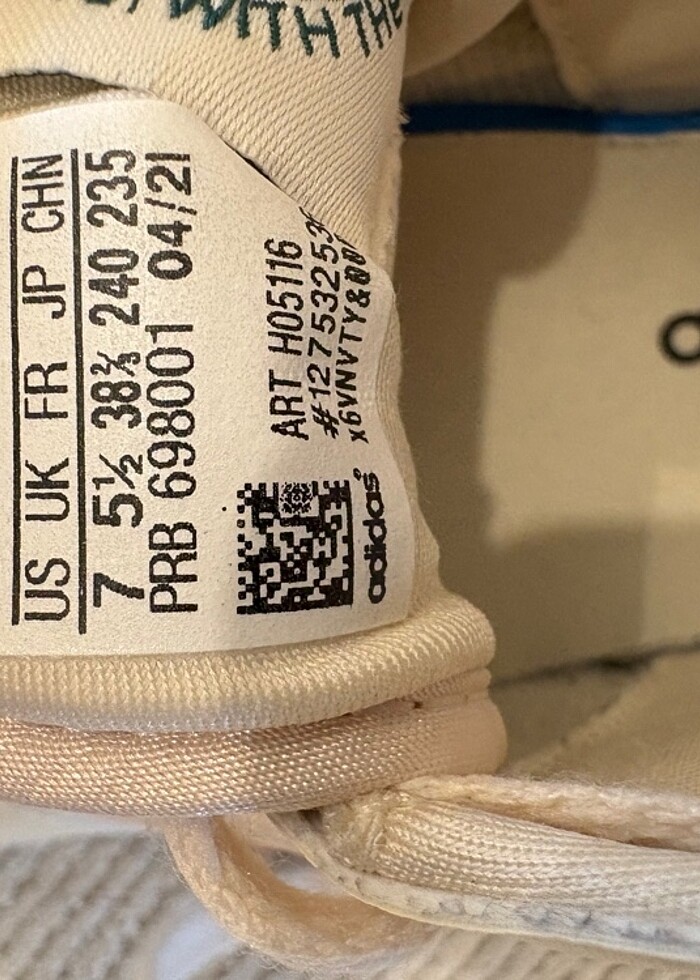 WITH THE
US UK FR JP CHN
7 5½ 38⅔ 240 235
PRB 698001 04/21
ART H05116
adidas